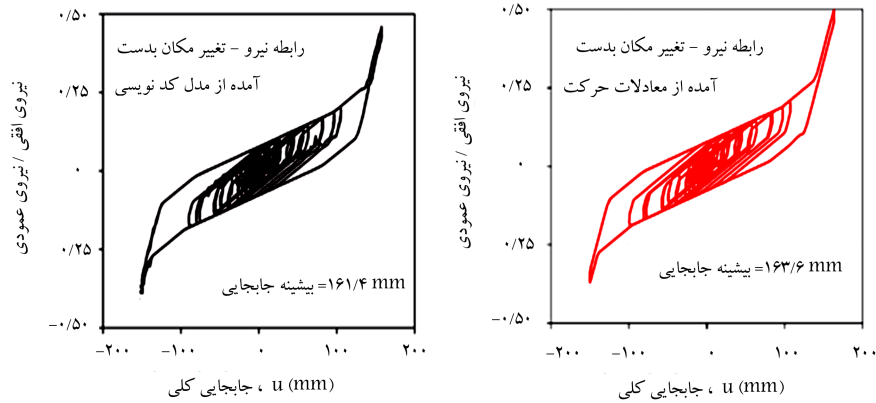 رابطه نیرو - تغییر مکان بدست
آمده از مدل کد نویسی
نیروی افقی / نیروی عمودی
۰/۵۰
۰/۲۵
۰
۰/۲۵
−۰/۵۰
بیشینه جابجایی =۱۶۱/۴ mm
−۲۰۰
−۱۰۰
۰
۱۰۰
۲۰۰
جابجایی کلی ، u (mm)
رابطه نیرو - تغییر مکان بدست
آمده از معادلات حرکت
نیروی افقی / نیروی عمودی
۰/۵۰
۰/۲۵
۰
۰/۲۵
−۰/۵۰
بیشینه جابجایی =۱۶۳/۶ mm
−۲۰۰
−۱۰۰
۰
۱۰۰
۲۰۰
جابجایی کلی ، u (mm)